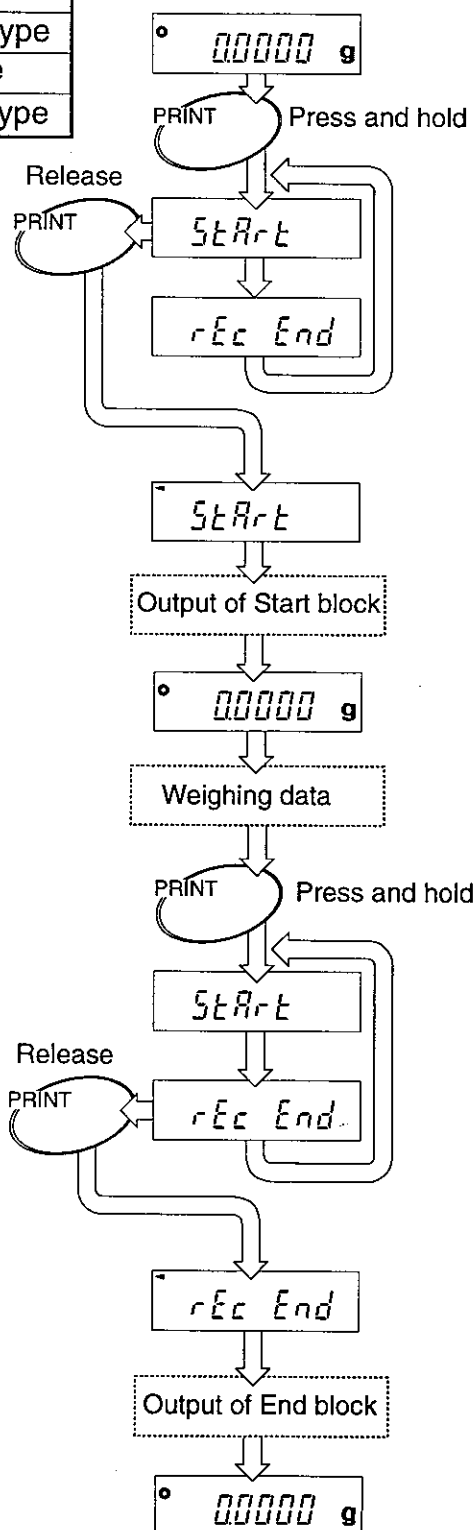 ype
0.0000 g
e
PRINT Press and hold
ype
Release
PRINT
StArt
rEc End
StArt
Output of Start block
0.0000 g
Weighing data
PRINT Press and hold
StArt
Release
PRINT
rEc End
rEc End
Output of End block
0.0000 g